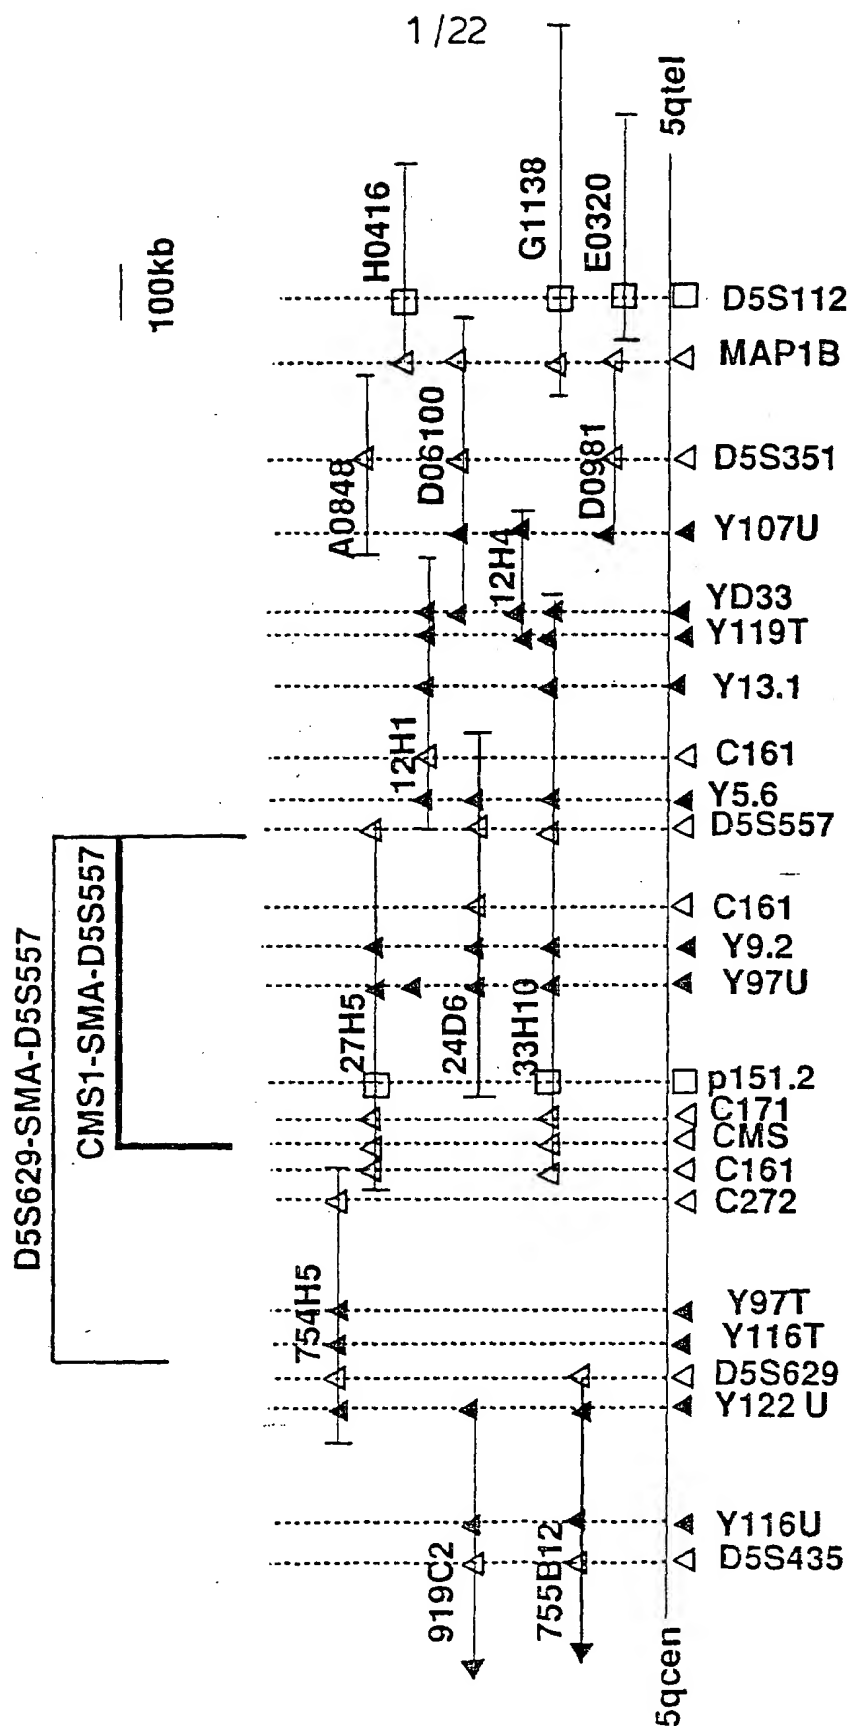 1/22
5qtel
H0416
G1138
E0320
100kb
D5S112
MAP1B
A0848
D06100
D0981
D5S351
Y107U
12H4
YD33
Y119T
Y13.1
12H1
C161
Y5.6
D5S557
D5S629-SMA-D5S557
CMS1-SMA-D5S557
C161
Y9.2
Y97U
27H5
24D6
33H10
p151.2
C171
CMS
C161
C272
754H5
Y97T
Y116T
D5S629
Y122 U
919C2
755B12
Y116U
D5S435
5qcen